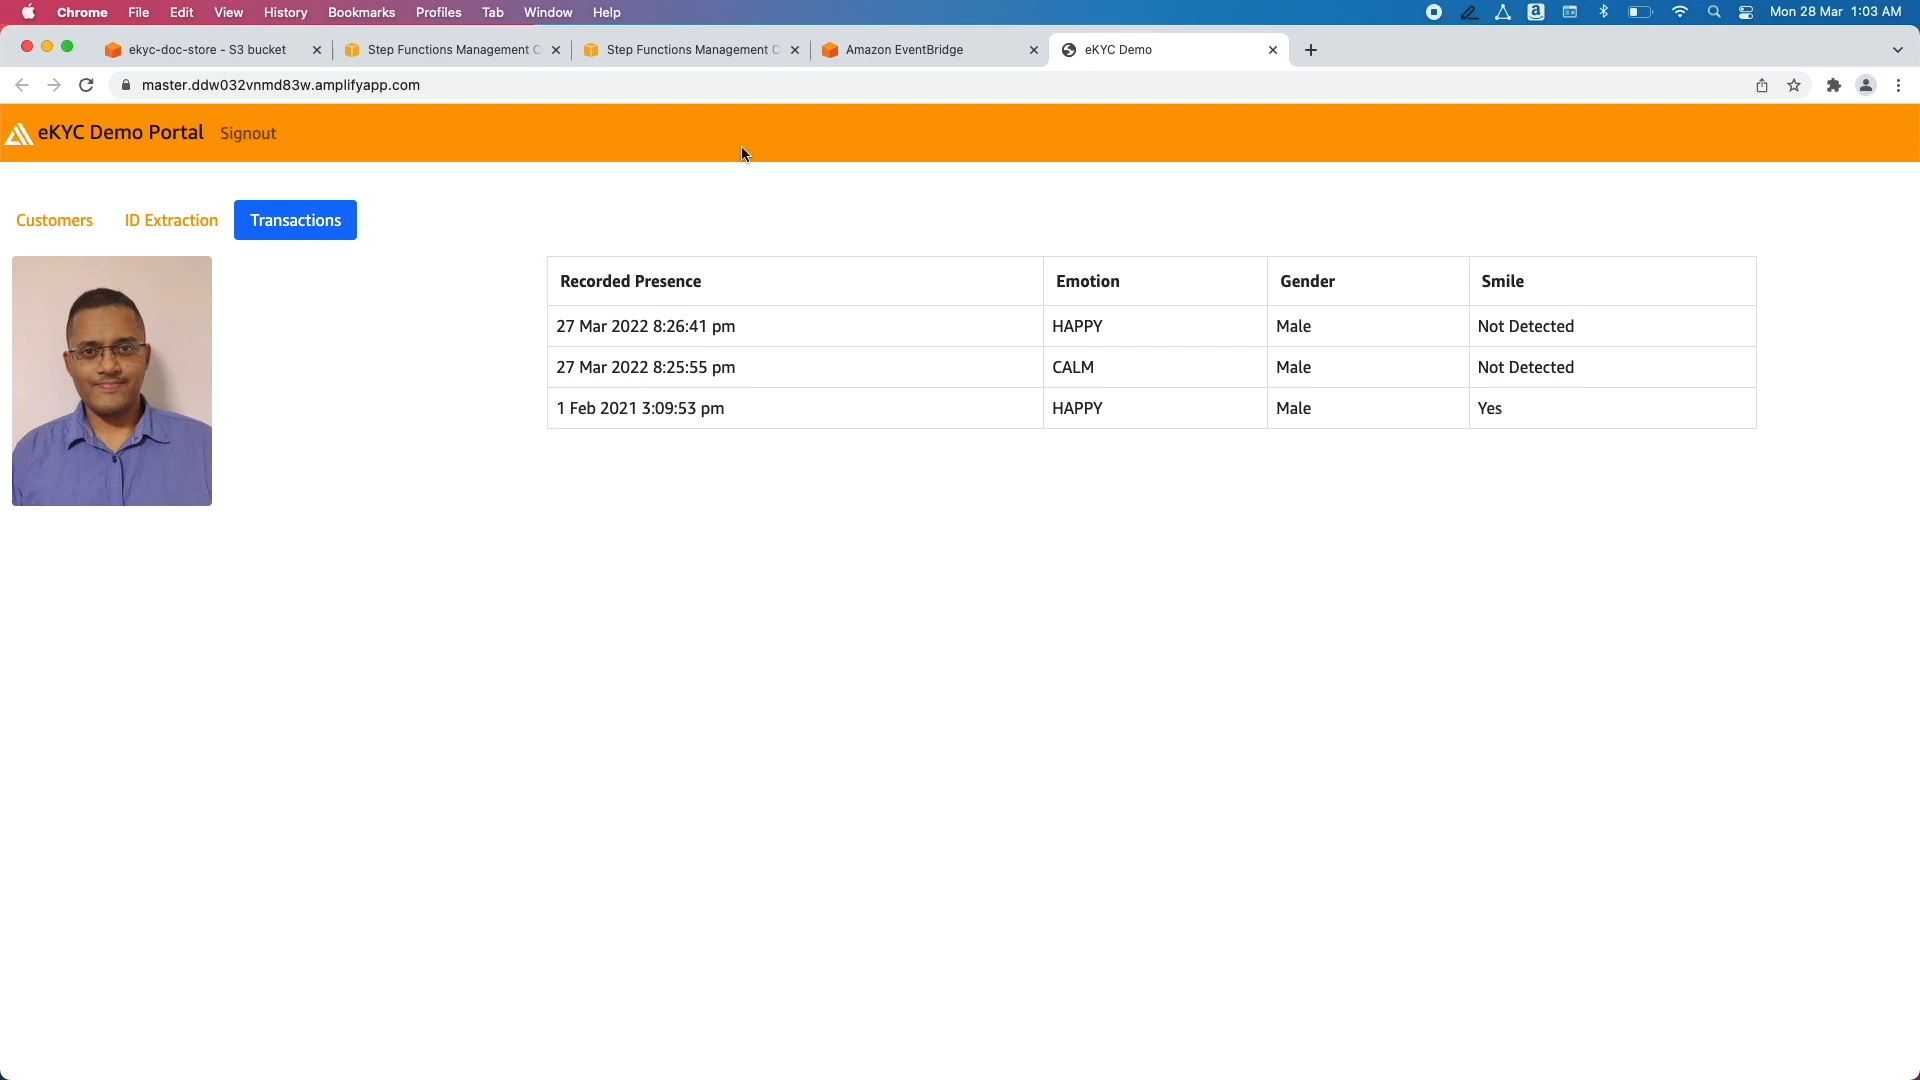 Chrome File Edit View History Bookmarks Profiles Tab Window Help Mon 28 Mar 1:03 AM
ekyc-doc-store - S3 bucket Step Functions Management C Step Functions Management C Amazon EventBridge eKYC Demo
master.ddw032vnmd83w.amplifyapp.com
eKYC Demo Portal Signout
Customers ID Extraction Transactions
Recorded Presence Emotion Gender Smile
27 Mar 2022 8:26:41 pm HAPPY Male Not Detected
27 Mar 2022 8:25:55 pm CALM Male Not Detected
1 Feb 2021 3:09:53 pm HAPPY Male Yes